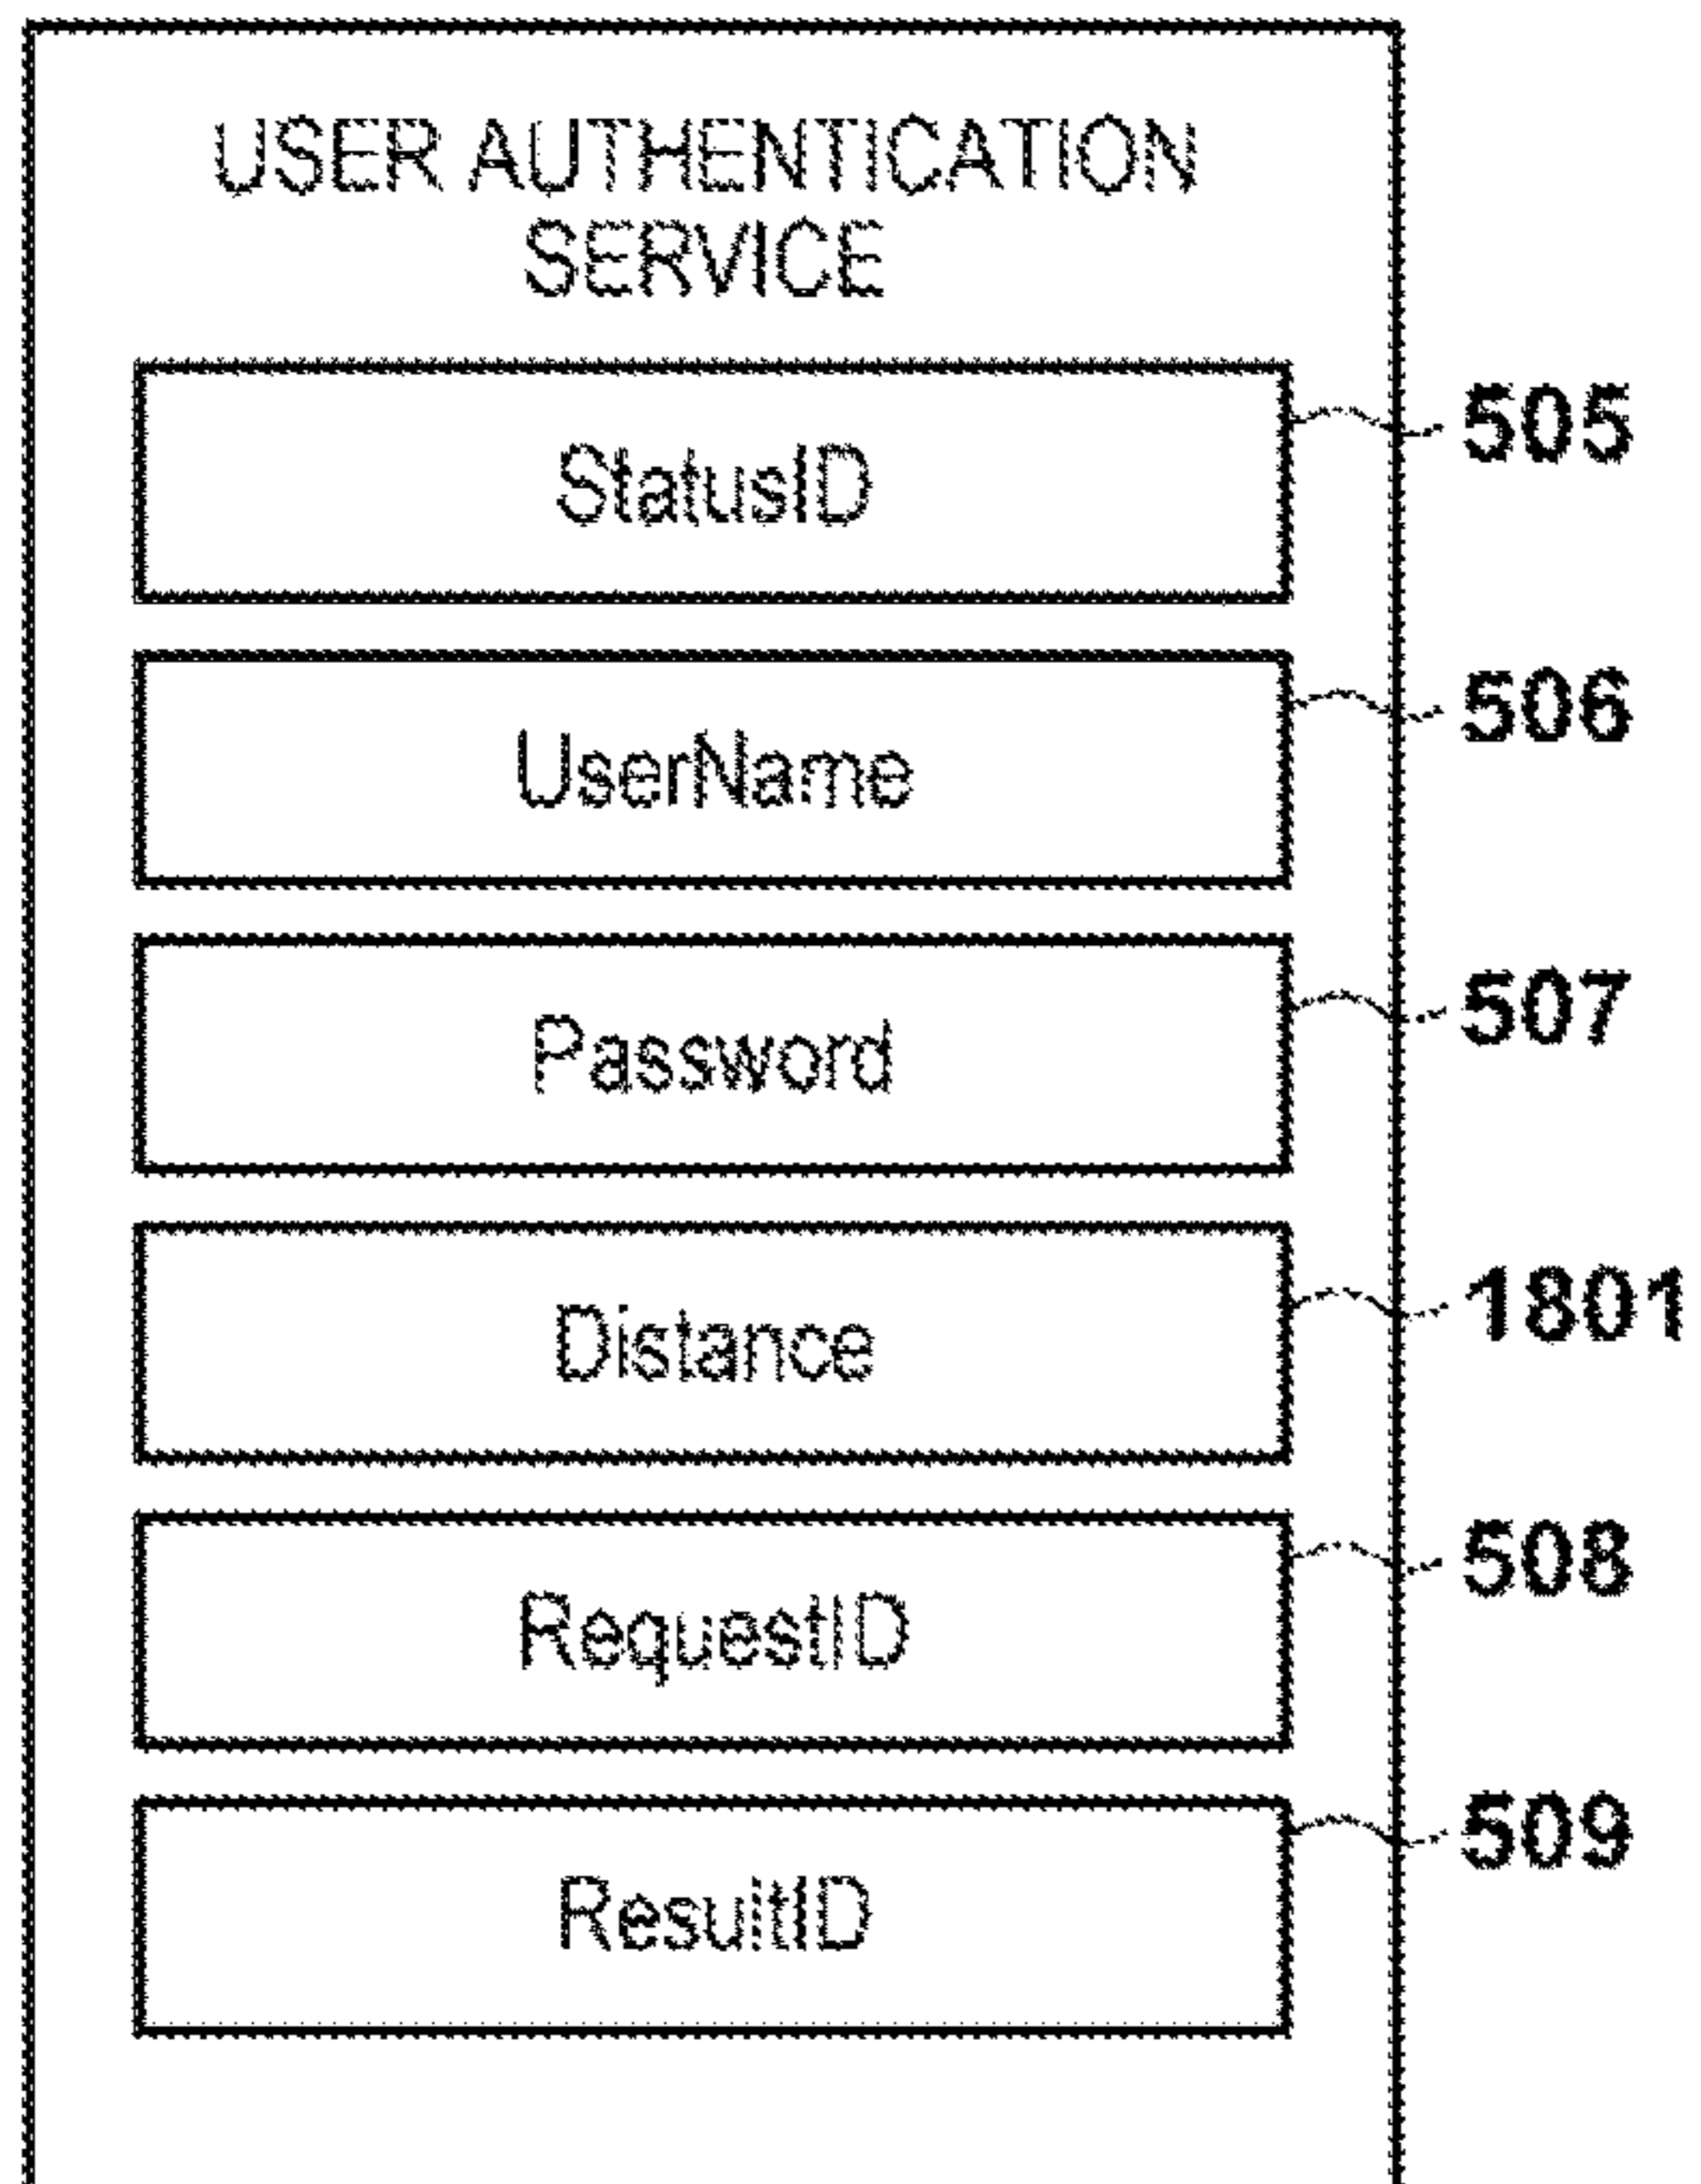 USER AUTHENTICATION
SERVICE
StatusID
505
UserName
506
Password
507
Distance
1801
RequestID
508
ResultID
509